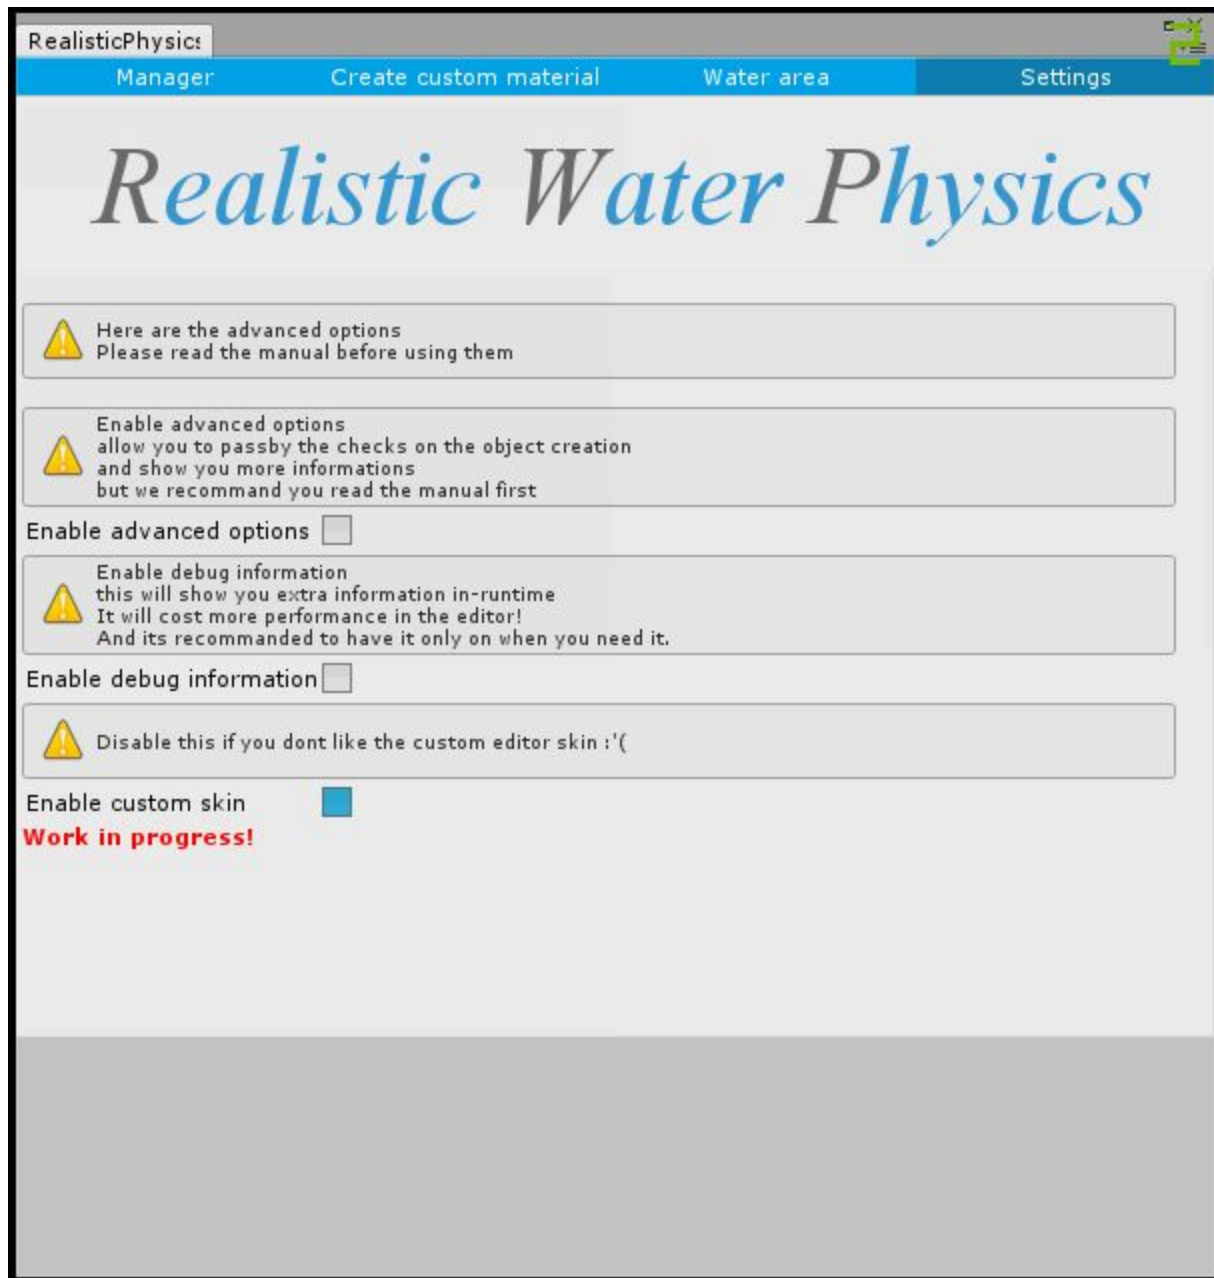 RealisticPhysics
Manager Create custom material Water area Settings
Realistic Water Physics
Here are the advanced options
Please read the manual before using them
Enable advanced options
allow you to passby the checks on the object creation
and show you more informations
but we recommand you read the manual first
Enable advanced options
Enable debug information
this will show you extra information in-runtime
It will cost more performance in the editor!
And its recommanded to have it only on when you need it.
Enable debug information
Disable this if you dont like the custom editor skin :'(
Enable custom skin
Work in progress!